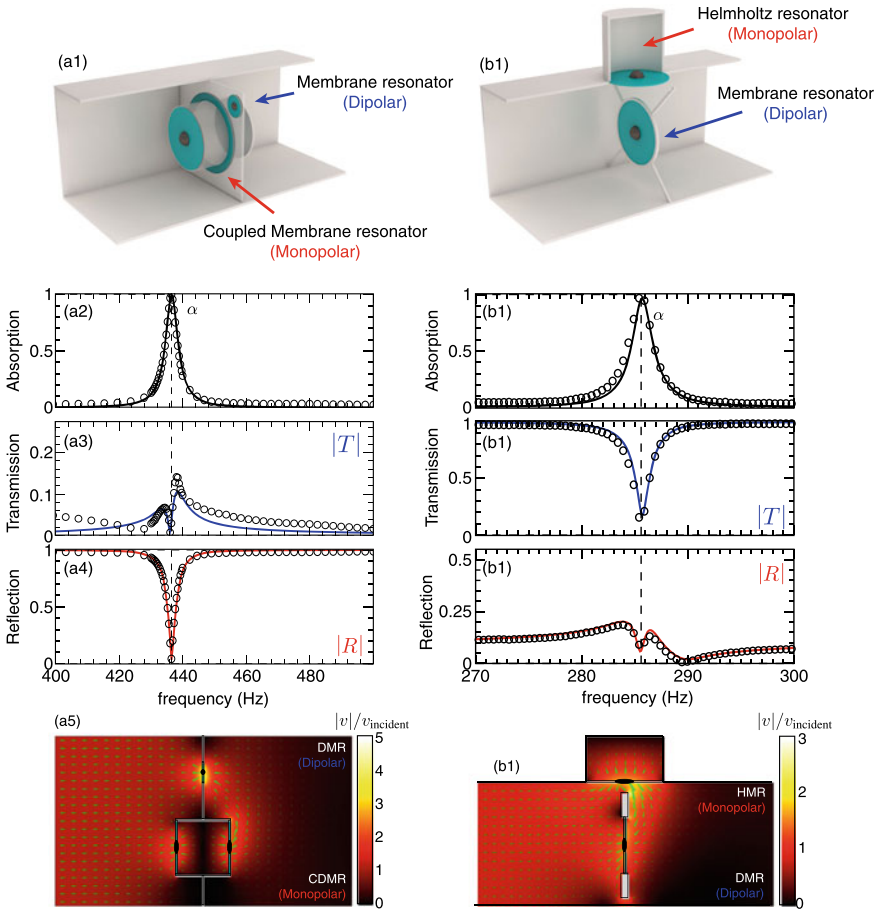 (a1)
Membrane resonator
(Dipolar)
Coupled Membrane resonator
(Monopolar)
(b1)
Helmholtz resonator
(Monopolar)
Membrane resonator
(Dipolar)
Absorption
1
0.5
0
(a2)
α
Transmission
0.2
0.1
0
(a3)
|T|
Reflection
1
0.5
0
(a4)
|R|
400 420 440 460 480
frequency (Hz)
Absorption
1
0.5
0
(b1)
α
Transmission
1
0.5
0
(b1)
|T|
Reflection
0.5
0.25
0
(b1)
|R|
270 280 290 300
frequency (Hz)
(a5)
|v|/v_incident
DMR
(Dipolar)
CDMR
(Monopolar)
5
4
3
2
1
0
(b1)
|v|/v_incident
HMR
(Monopolar)
DMR
(Dipolar)
3
2
1
0